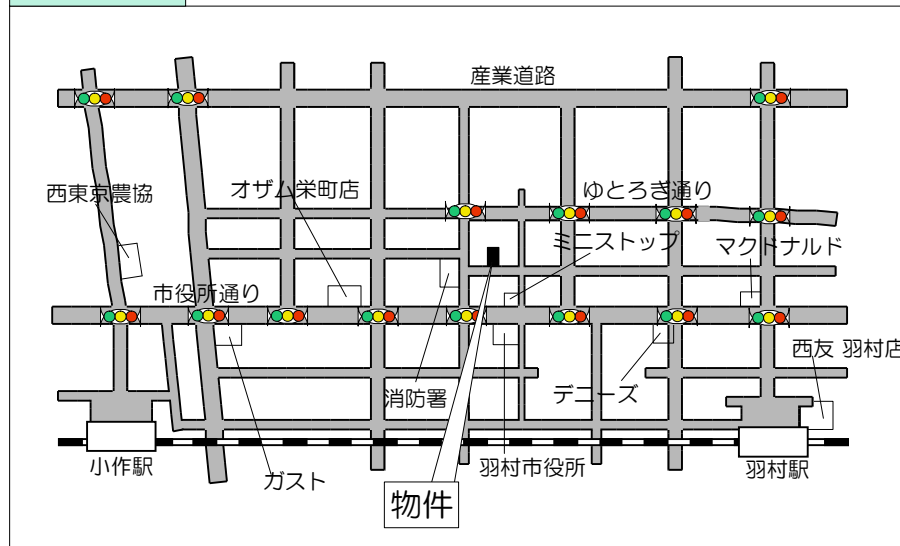 産業道路
西東京農協
オザム栄町店
ゆとろぎ通り
ミニストップ
マクドナルド
市役所通り
西友 羽村店
消防署
デニーズ
小作駅
ガスト
羽村市役所
羽村駅
物件